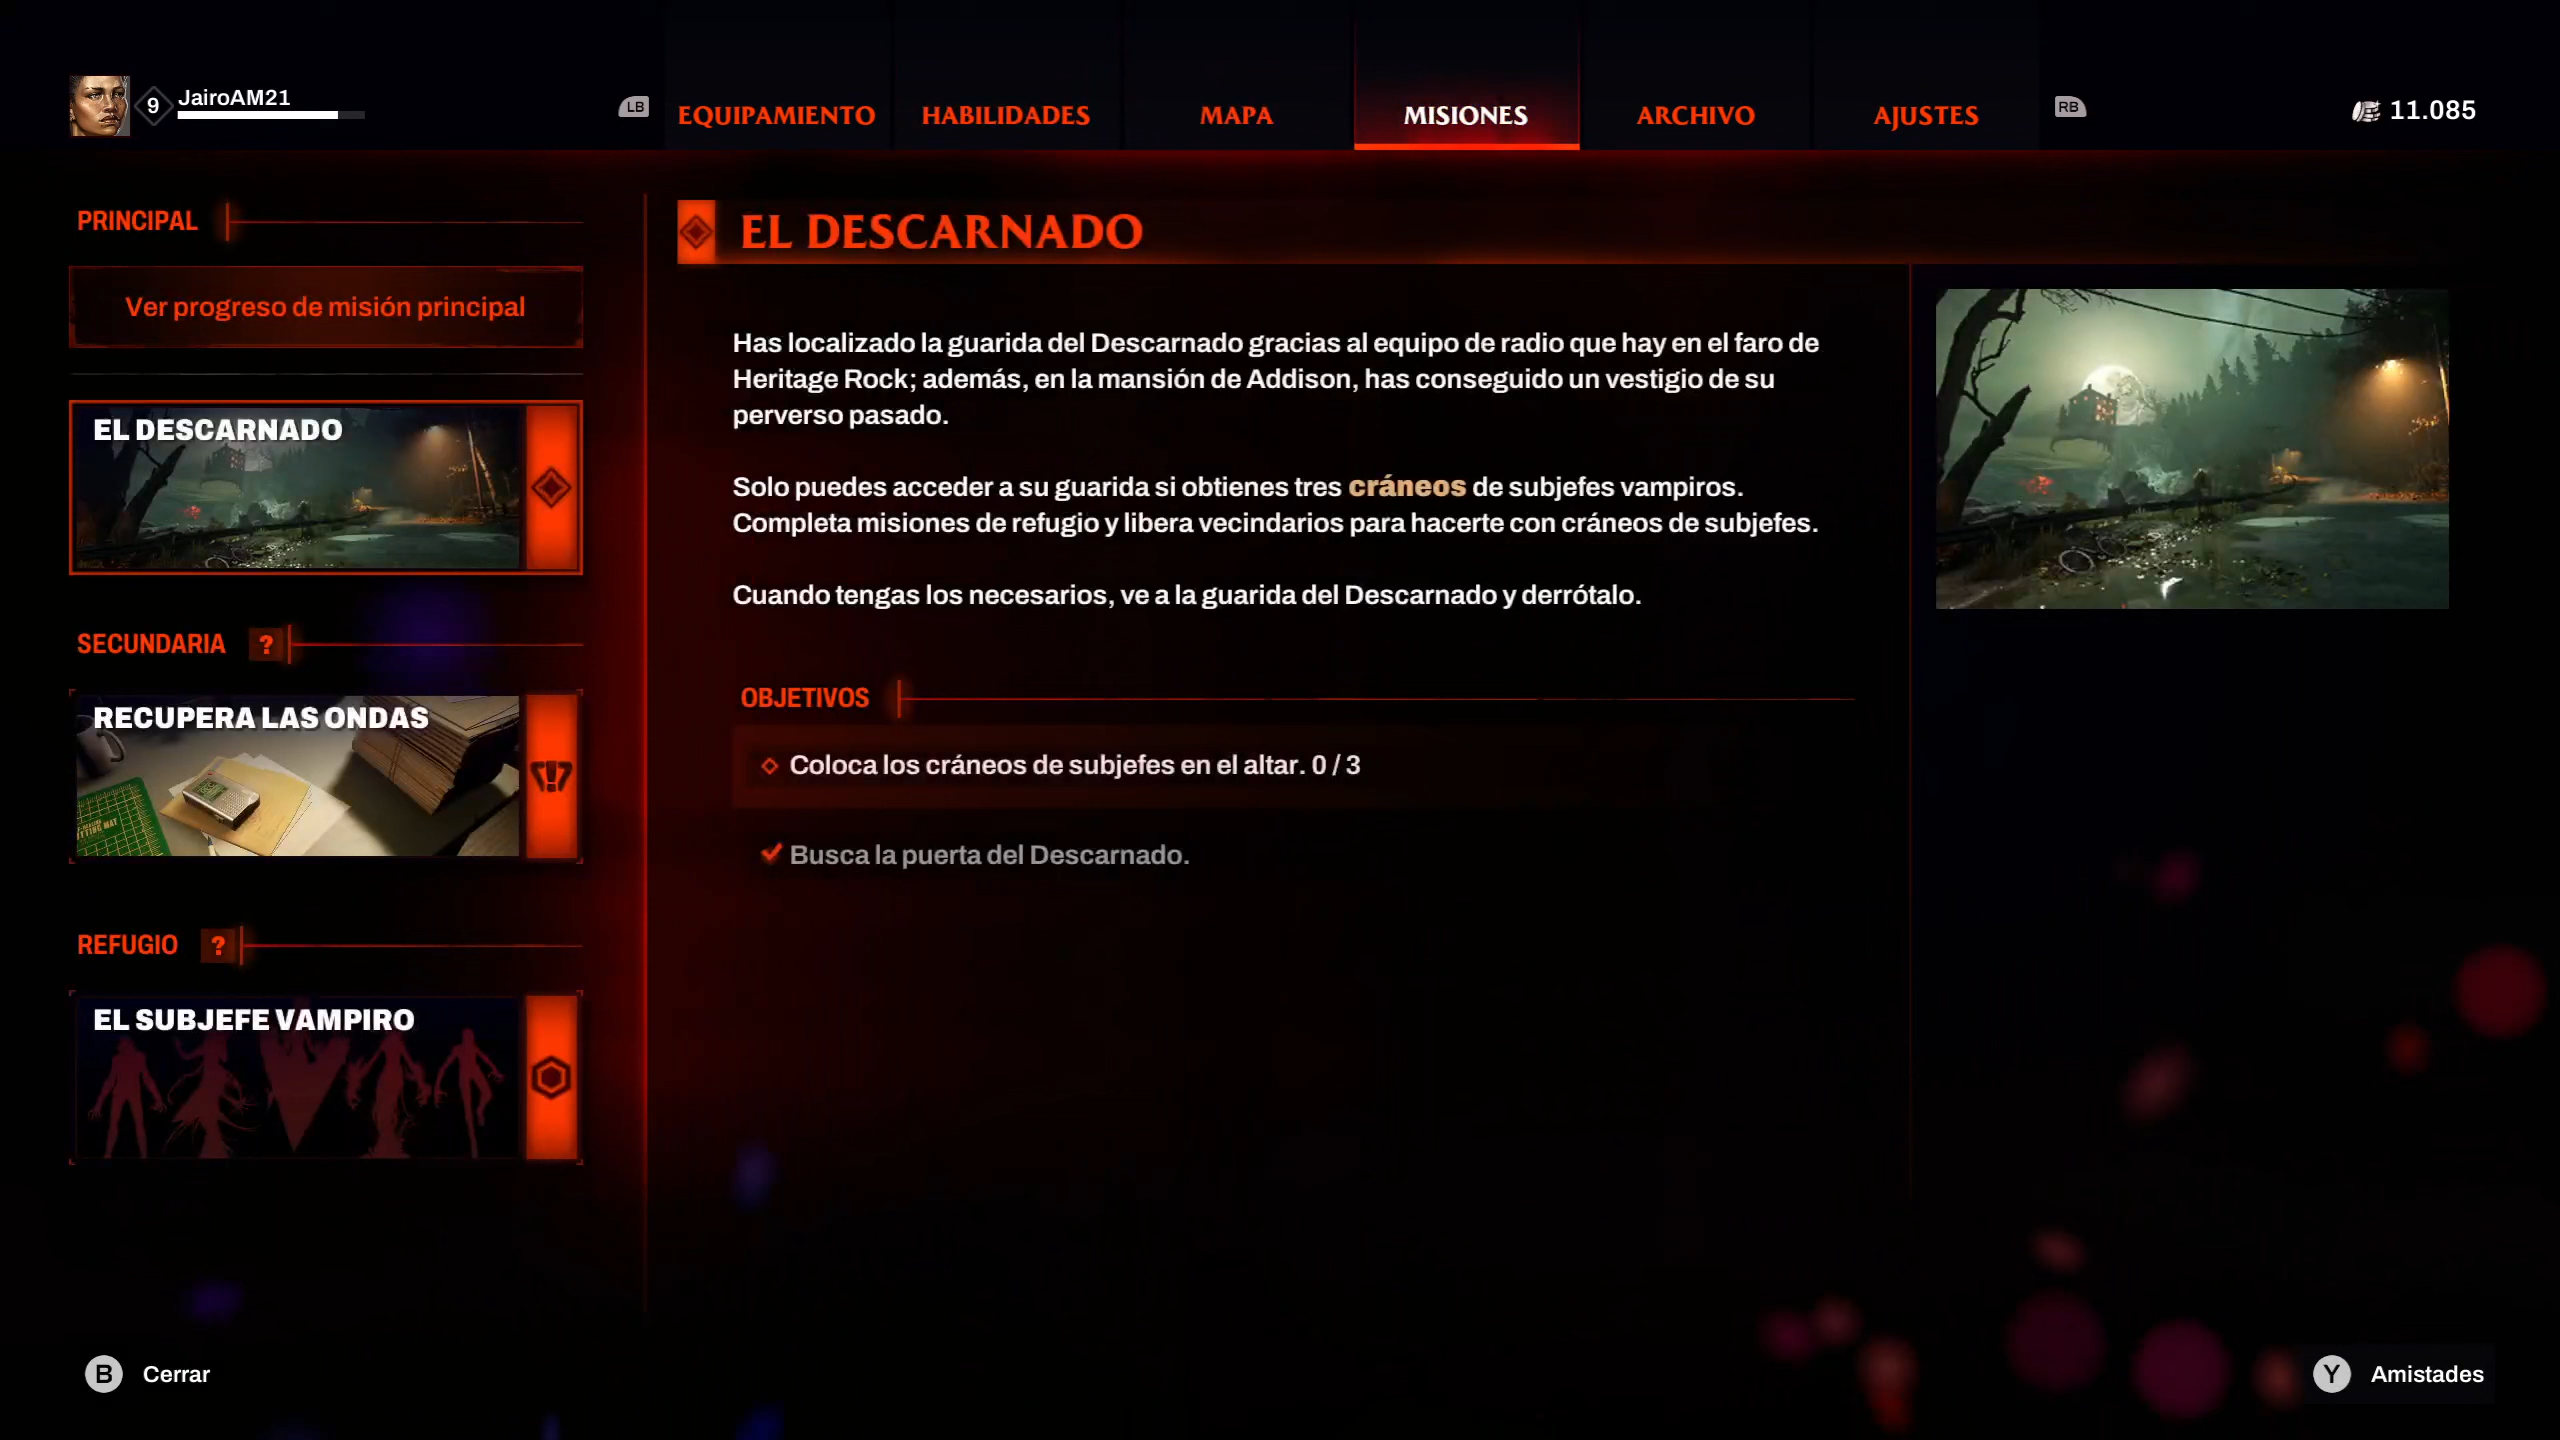 9 JairoAM21
LB EQUIPAMIENTO HABILIDADES MAPA MISIONES ARCHIVO AJUSTES RB
11.085
PRINCIPAL
Ver progreso de misión principal
EL DESCARNADO
SECUNDARIA ?
RECUPERA LAS ONDAS
REFUGIO ?
EL SUBJEFE VAMPIRO
EL DESCARNADO
Has localizado la guarida del Descarnado gracias al equipo de radio que hay en el faro de
Heritage Rock; además, en la mansión de Addison, has conseguido un vestigio de su
perverso pasado.
Solo puedes acceder a su guarida si obtienes tres cráneos de subjefes vampiros.
Completa misiones de refugio y libera vecindarios para hacerte con cráneos de subjefes.
Cuando tengas los necesarios, ve a la guarida del Descarnado y derrótalo.
OBJETIVOS
Coloca los cráneos de subjefes en el altar. 0 / 3
Busca la puerta del Descarnado.
B Cerrar
Y Amistades